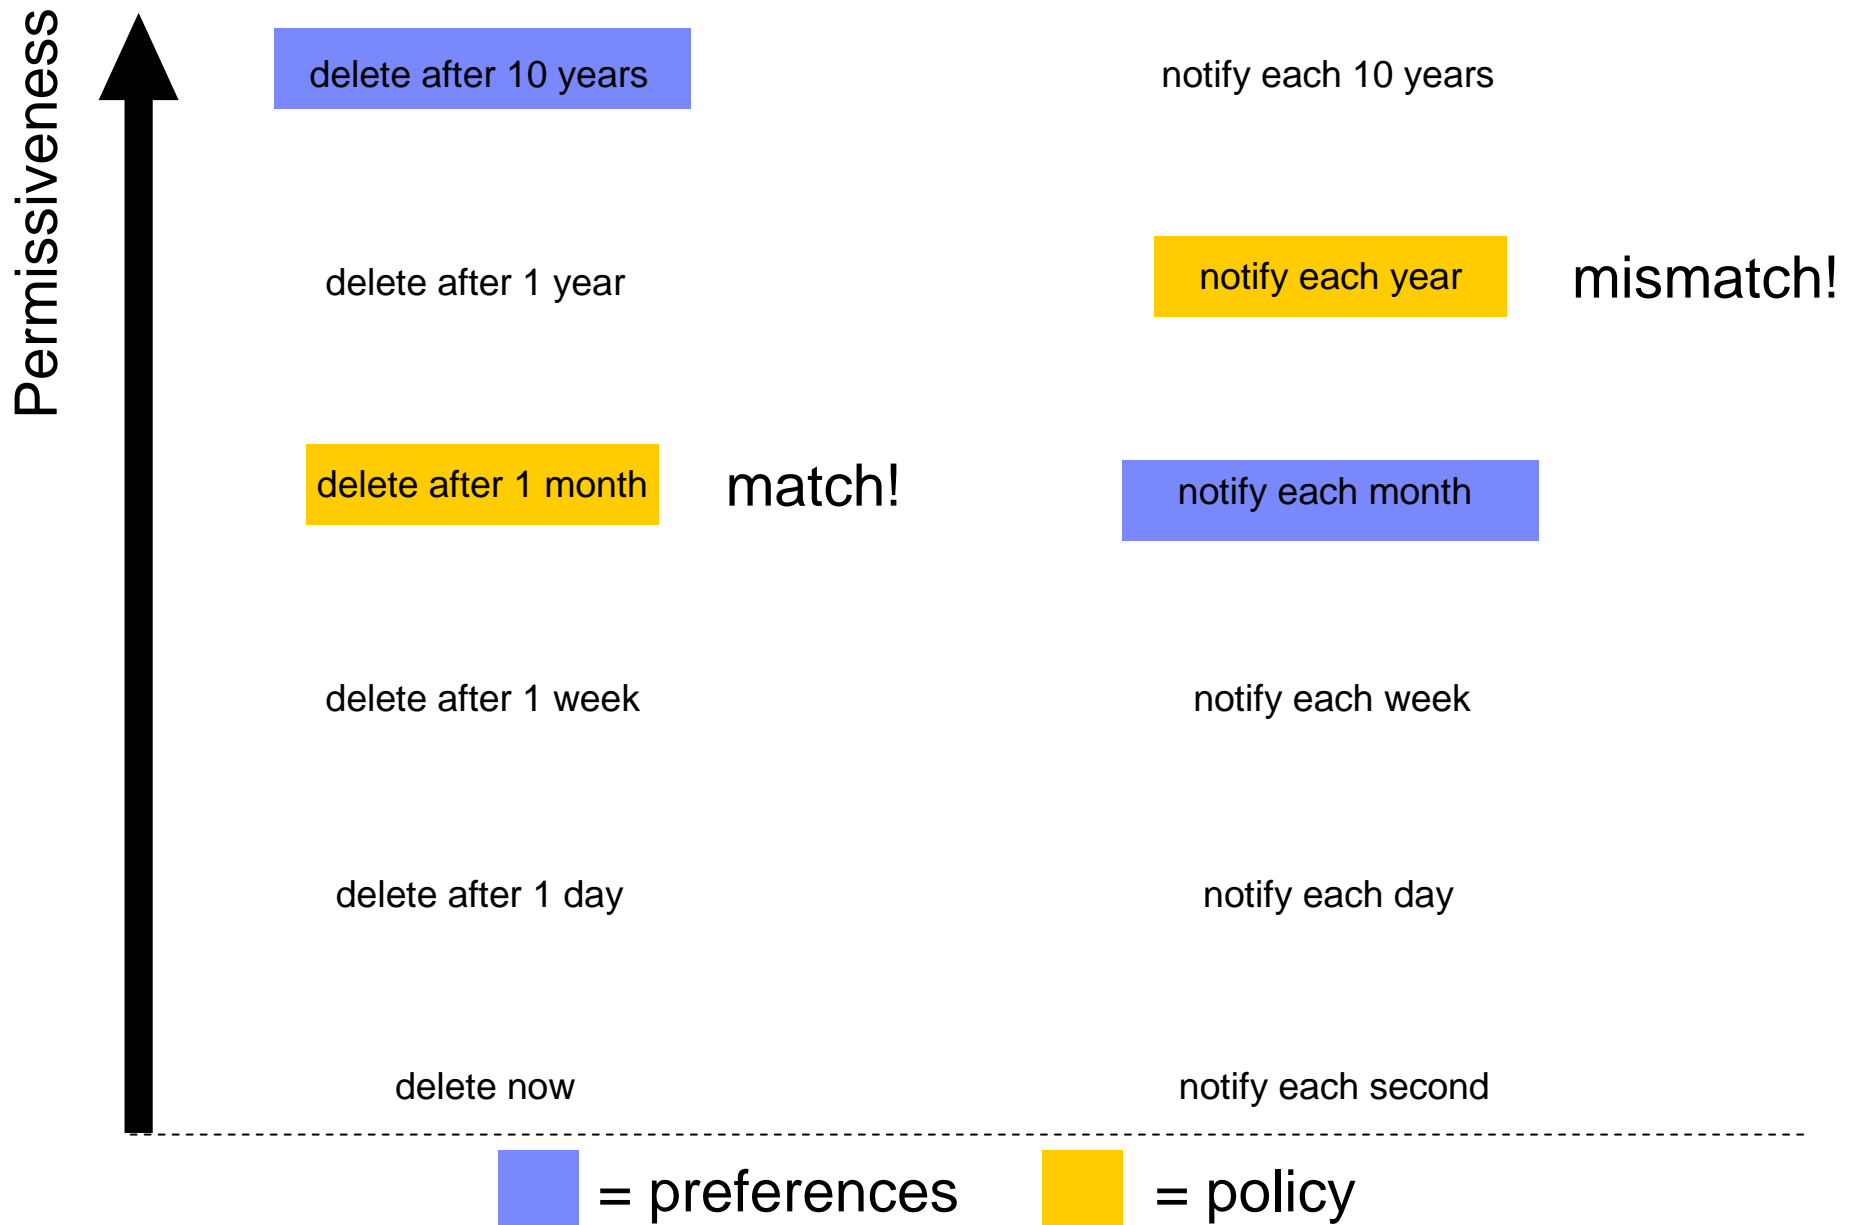 Permissiveness
delete after 10 years
notify each 10 years
delete after 1 year
notify each year
mismatch!
delete after 1 month
match!
notify each month
delete after 1 week
notify each week
delete after 1 day
notify each day
delete now
notify each second
= preferences
= policy